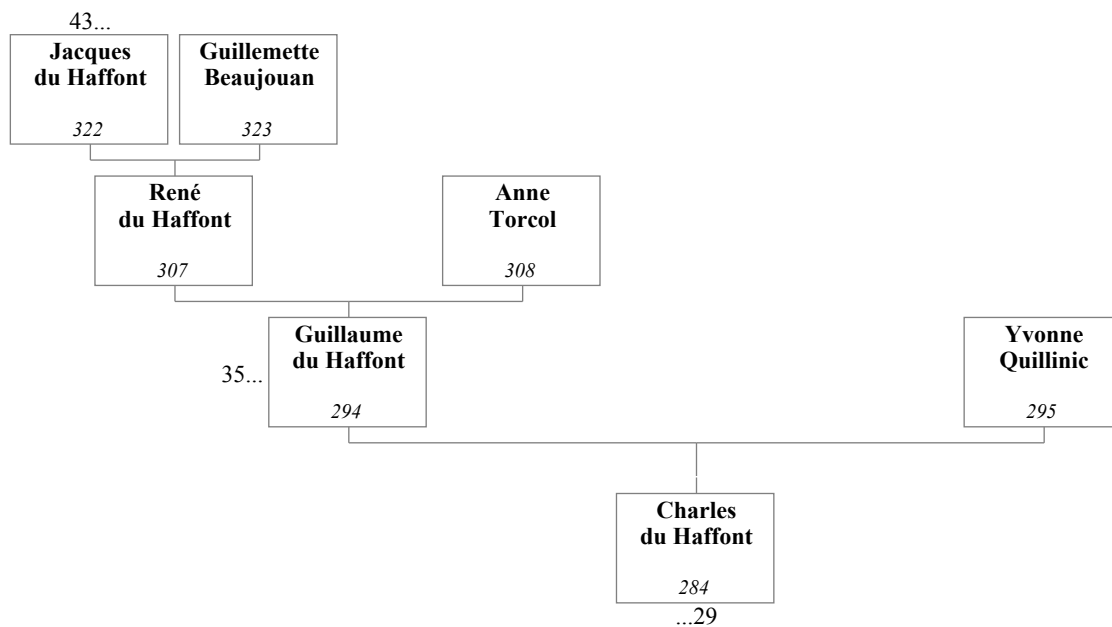 43...
Jacques
du Haffont
322
Guillemette
Beaujouan
323
René
du Haffont
307
Anne
Torcol
308
Guillaume
du Haffont
35...
294
Yvonne
Quillinic
295
Charles
du Haffont
284
...29